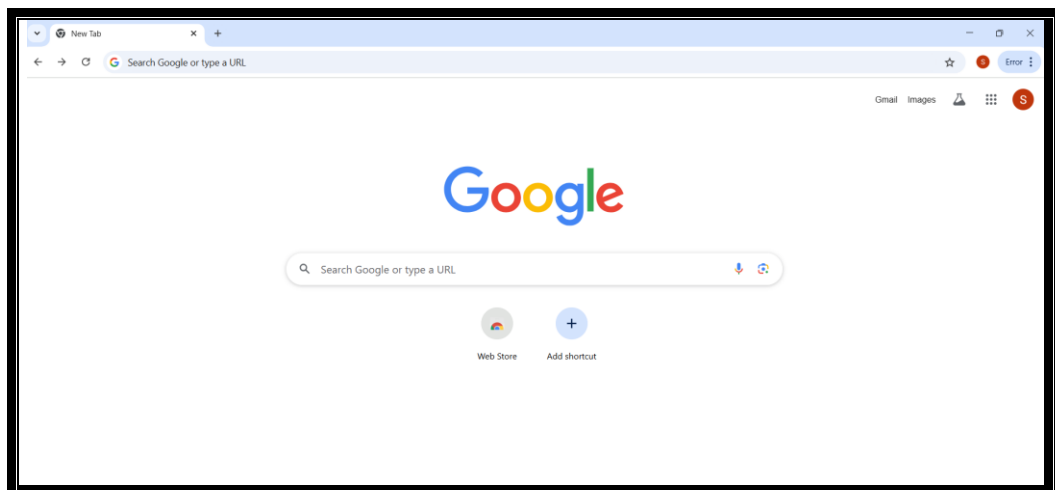 New Tab
Search Google or type a URL
S
Error
Gmail Images
S
Google
Search Google or type a URL
Web Store Add shortcut